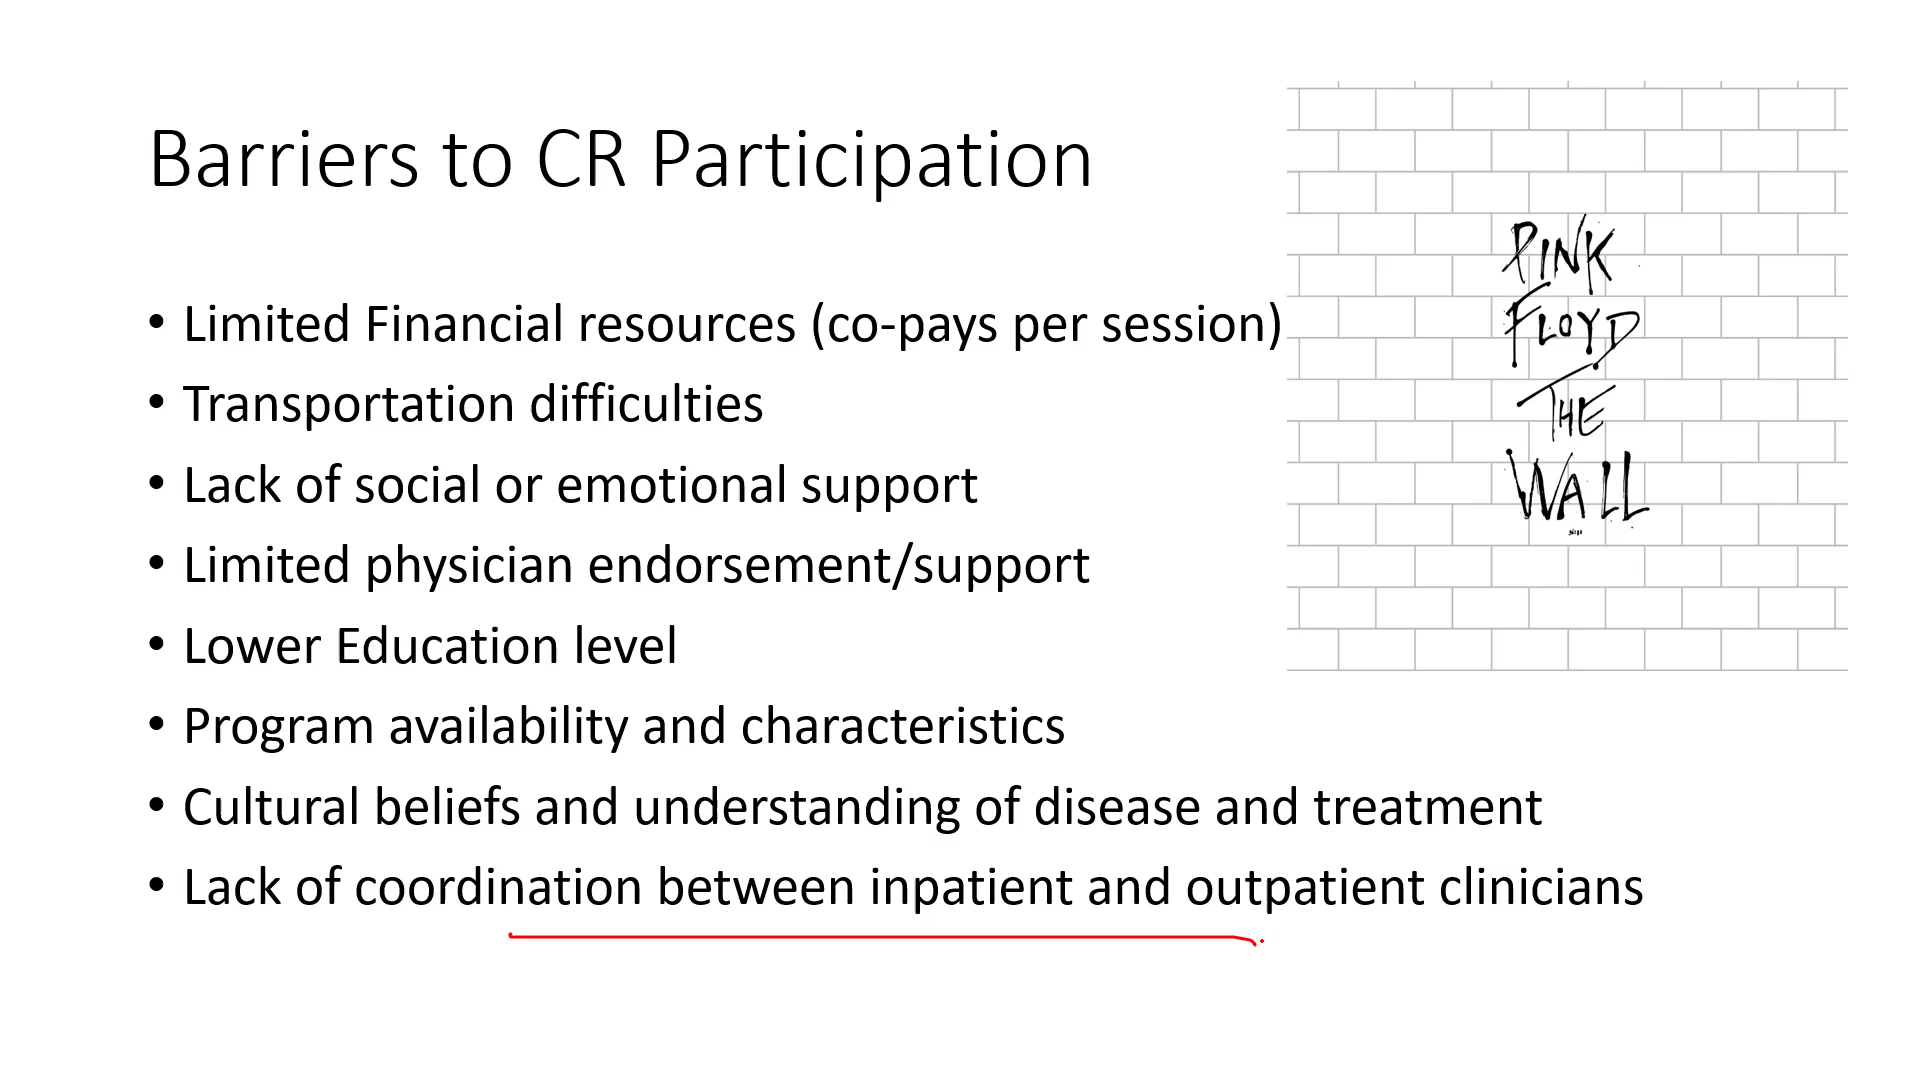 Barriers to CR Participation
• Limited Financial resources (co-pays per session)
• Transportation difficulties
• Lack of social or emotional support
• Limited physician endorsement/support
• Lower Education level
• Program availability and characteristics
• Cultural beliefs and understanding of disease and treatment
• Lack of coordination between inpatient and outpatient clinicians
PINK
FLOYD
THE
WALL